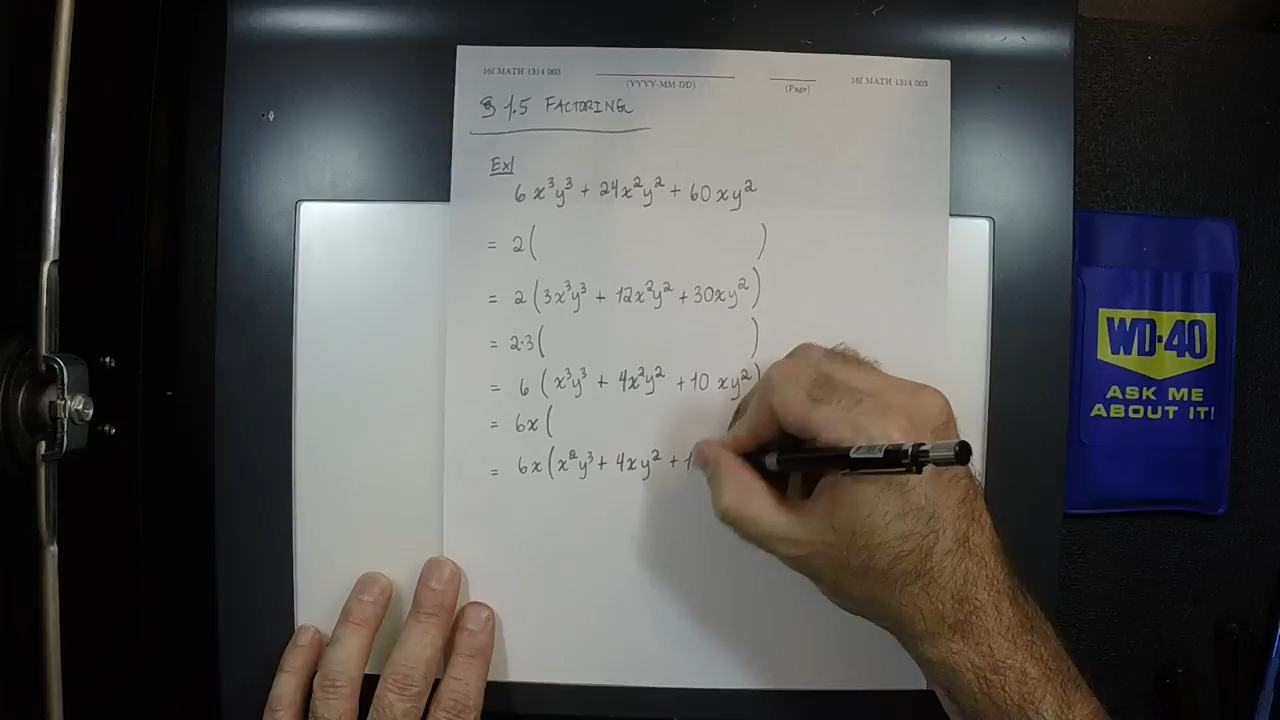 16f MATH 1314 003 (YYYY-MM-DD) (Page) 16f MATH 1314 003
§ 1.5 FACTORING
Ex1
6x³y³ + 24x²y² + 60xy²
= 2( )
= 2(3x³y³ + 12x²y² + 30xy²)
= 2·3( )
= 6(x³y³ + 4x²y² + 10xy²)
= 6x(
= 6x(x²y³ + 4xy² + 1
WD-40
ASK ME
ABOUT IT!